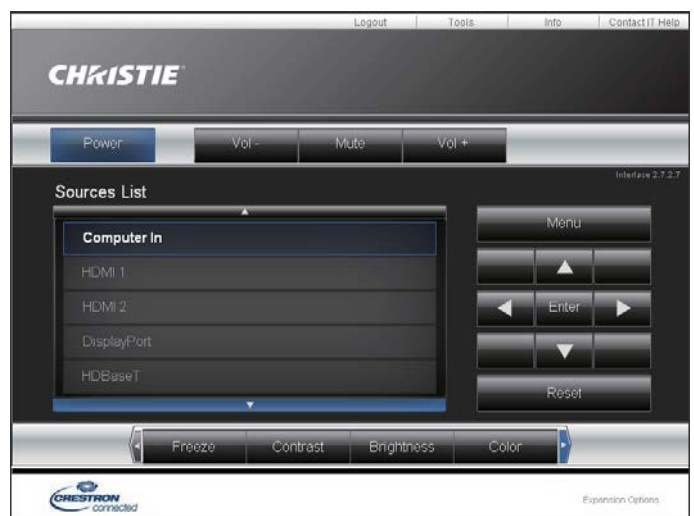 Logout Tools Info Contact IT Help
CHRISTIE
Power Vol - Mute Vol +
Interface 2.7.2.7
Sources List
Computer In
HDMI 1
HDMI 2
DisplayPort
HDBaseT
Menu
Enter
Reset
Freeze Contrast Brightness Color
CRESTRON
connected
Expansion Options